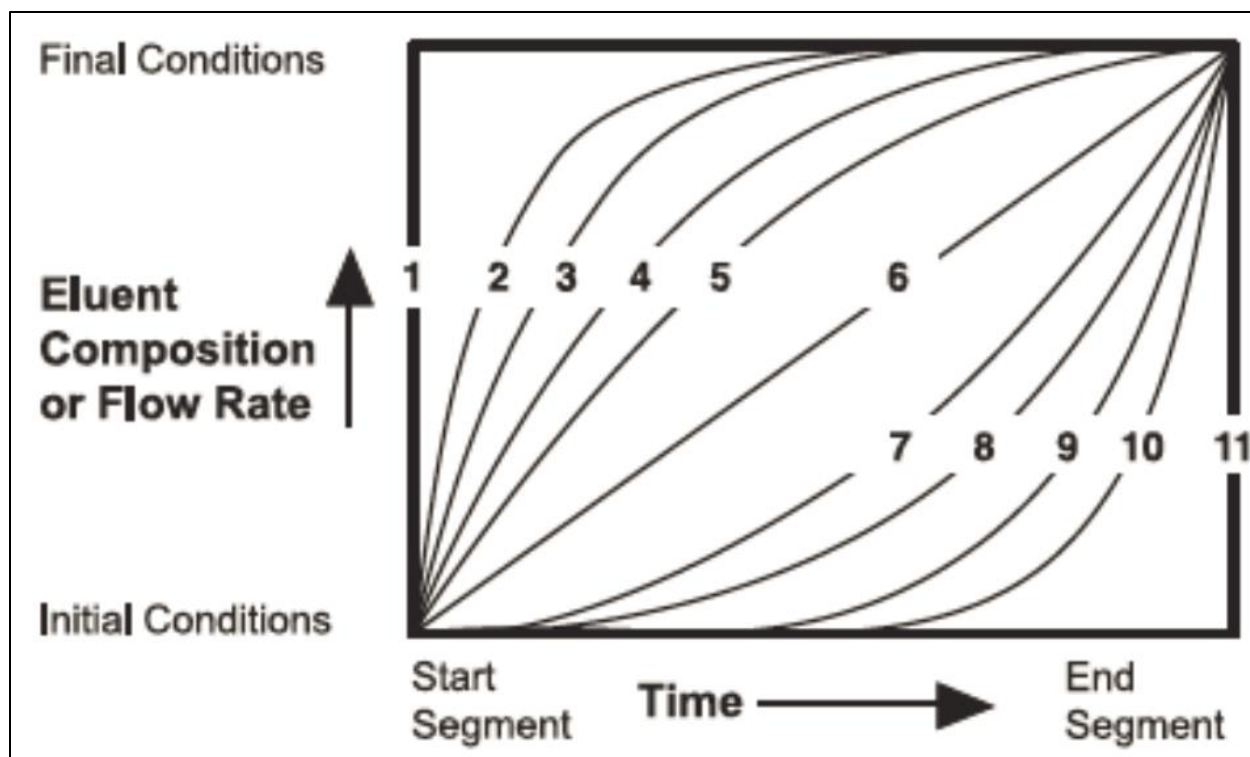 Final Conditions
1 2 3 4 5 6
Eluent
Composition
or Flow Rate
7 8 9 10 11
Initial Conditions
Start
Segment
Time
End
Segment